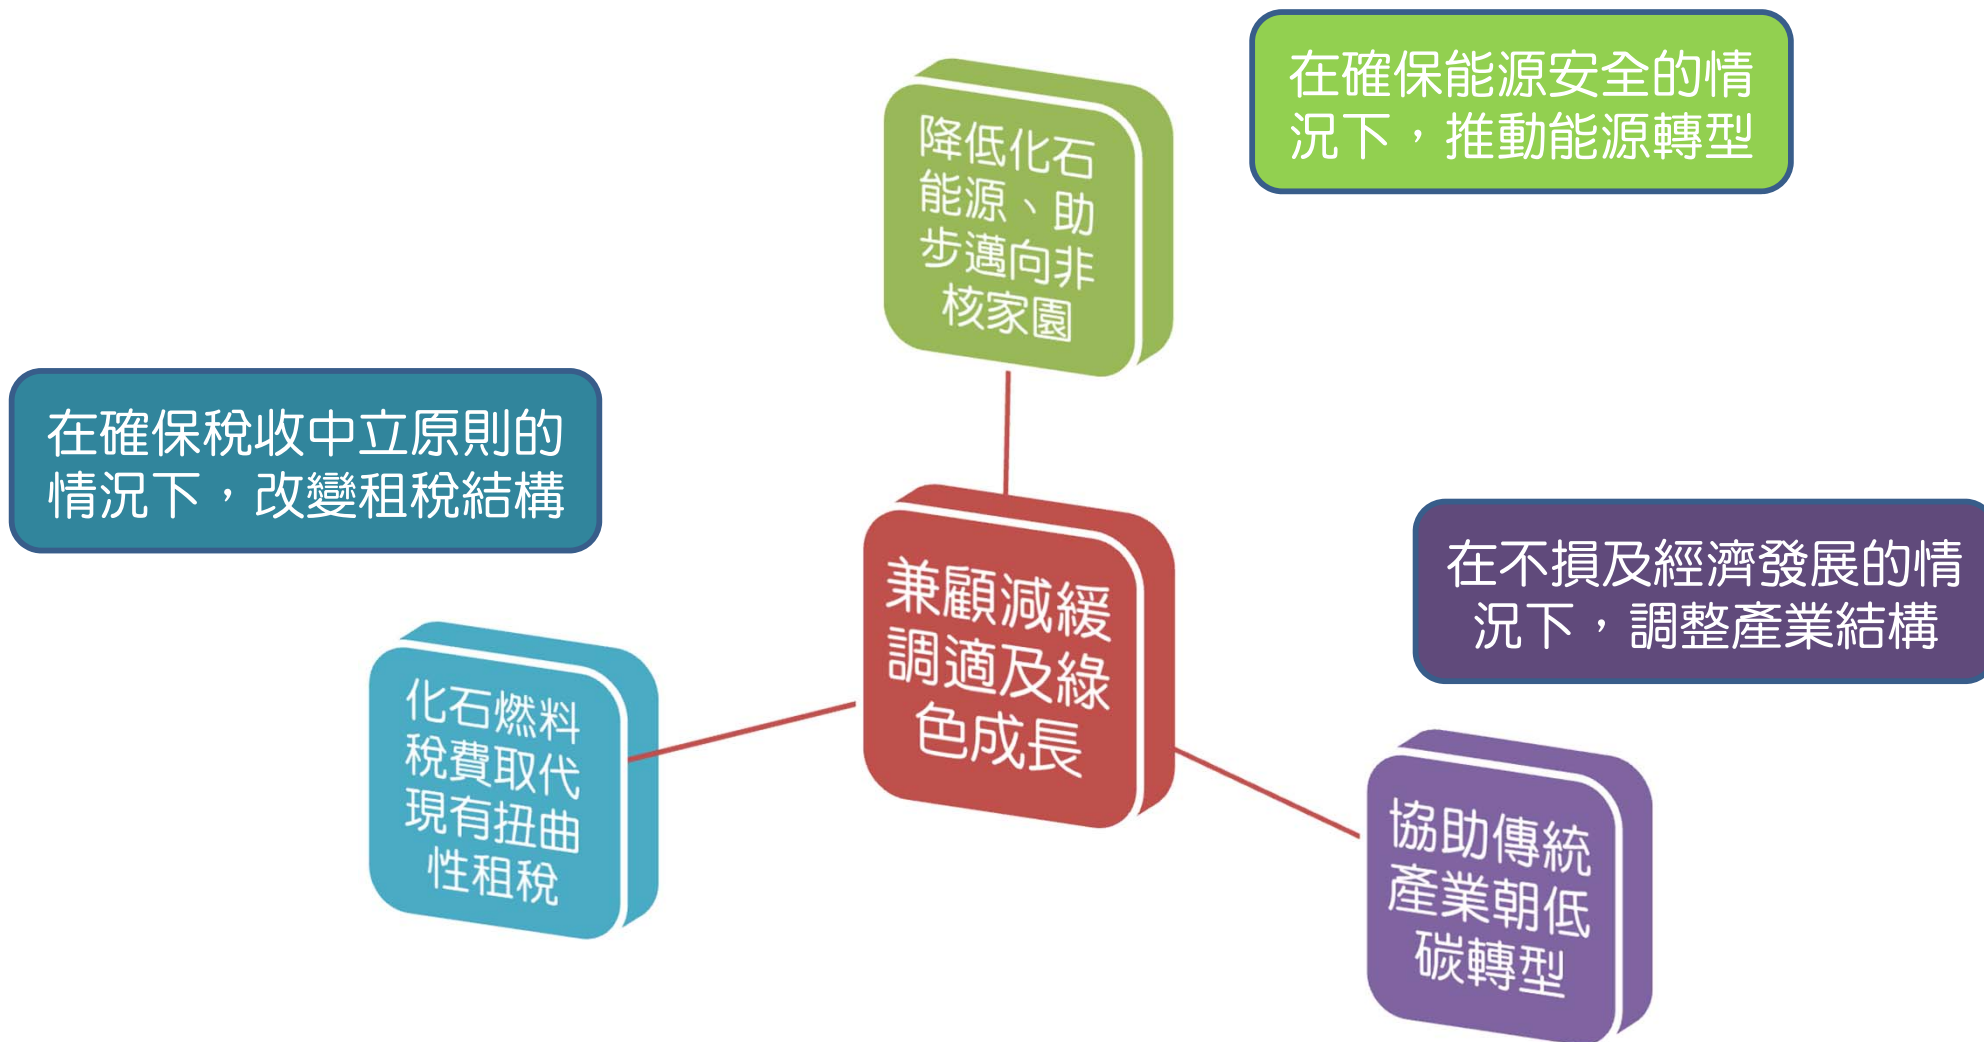 在確保能源安全的情
況下，推動能源轉型
降低化石
能源、助
步邁向非
核家園
在確保稅收中立原則的
情況下，改變租稅結構
兼顧減緩
調適及綠
色成長
在不損及經濟發展的情
況下，調整產業結構
化石燃料
稅費取代
現有扭曲
性租稅
協助傳統
產業朝低
碳轉型